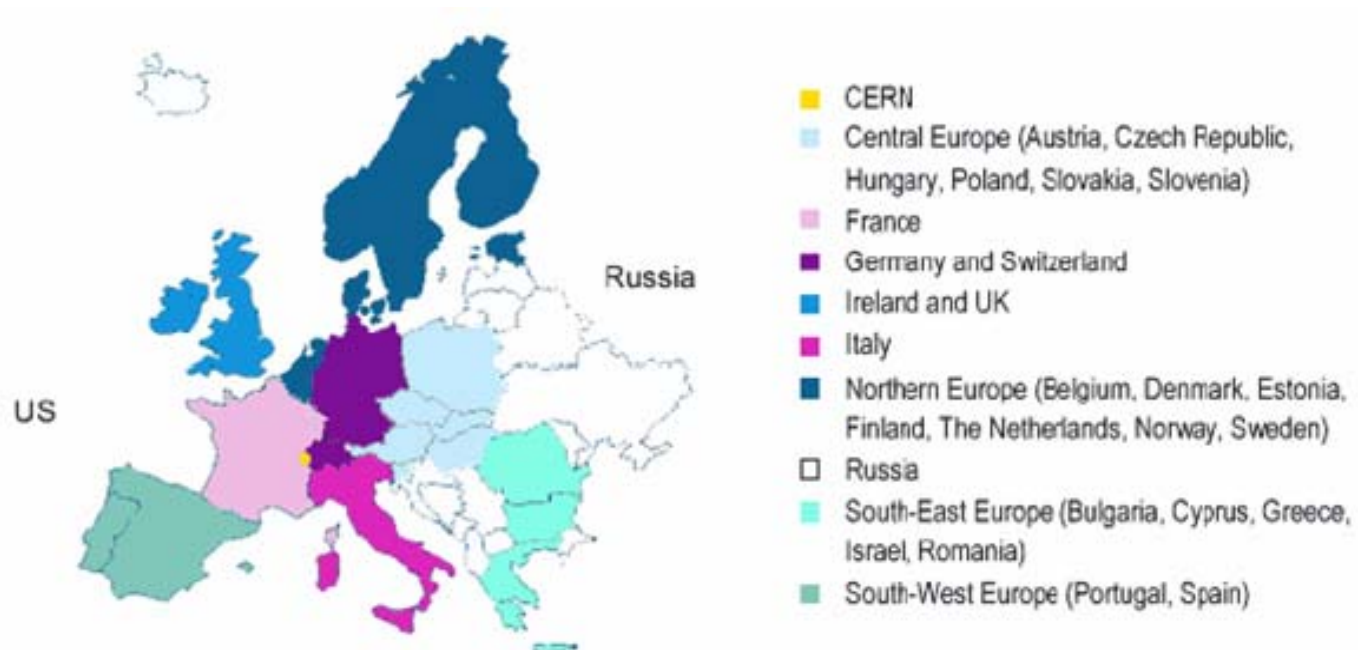 CERN
Central Europe (Austria, Czech Republic,
Hungary, Poland, Slovakia, Slovenia)
France
Germany and Switzerland
Russia
Ireland and UK
Italy
US
Northern Europe (Belgium, Denmark, Estonia,
Finland, The Netherlands, Norway, Sweden)
Russia
South-East Europe (Bulgaria, Cyprus, Greece,
Israel, Romania)
South-West Europe (Portugal, Spain)